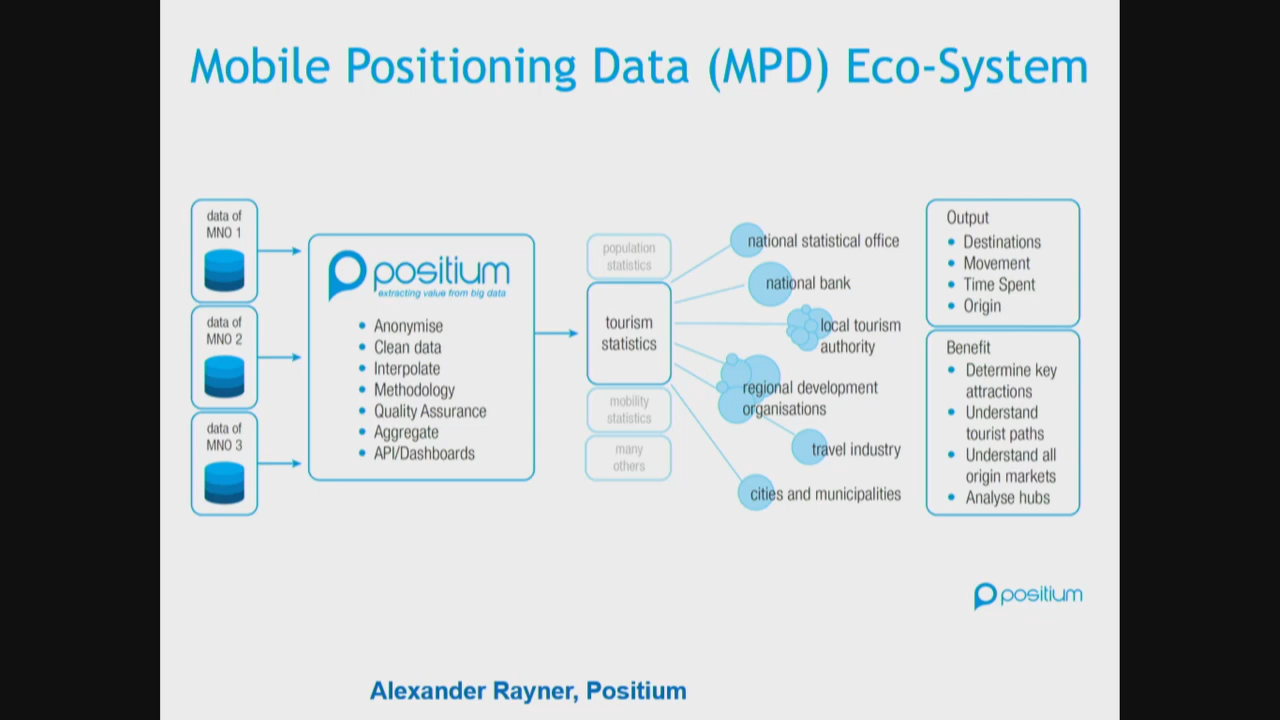 Mobile Positioning Data (MPD) Eco-System
data of
MNO 1
data of
MNO 2
data of
MNO 3
positium
extracting value from big data
• Anonymise
• Clean data
• Interpolate
• Methodology
• Quality Assurance
• Aggregate
• API/Dashboards
population
statistics
tourism
statistics
mobility
statistics
many
others
national statistical office
national bank
local tourism
authority
regional development
organisations
travel industry
cities and municipalities
Output
• Destinations
• Movement
• Time Spent
• Origin
Benefit
• Determine key
attractions
• Understand
tourist paths
• Understand all
origin markets
• Analyse hubs
positium
Alexander Rayner, Positium